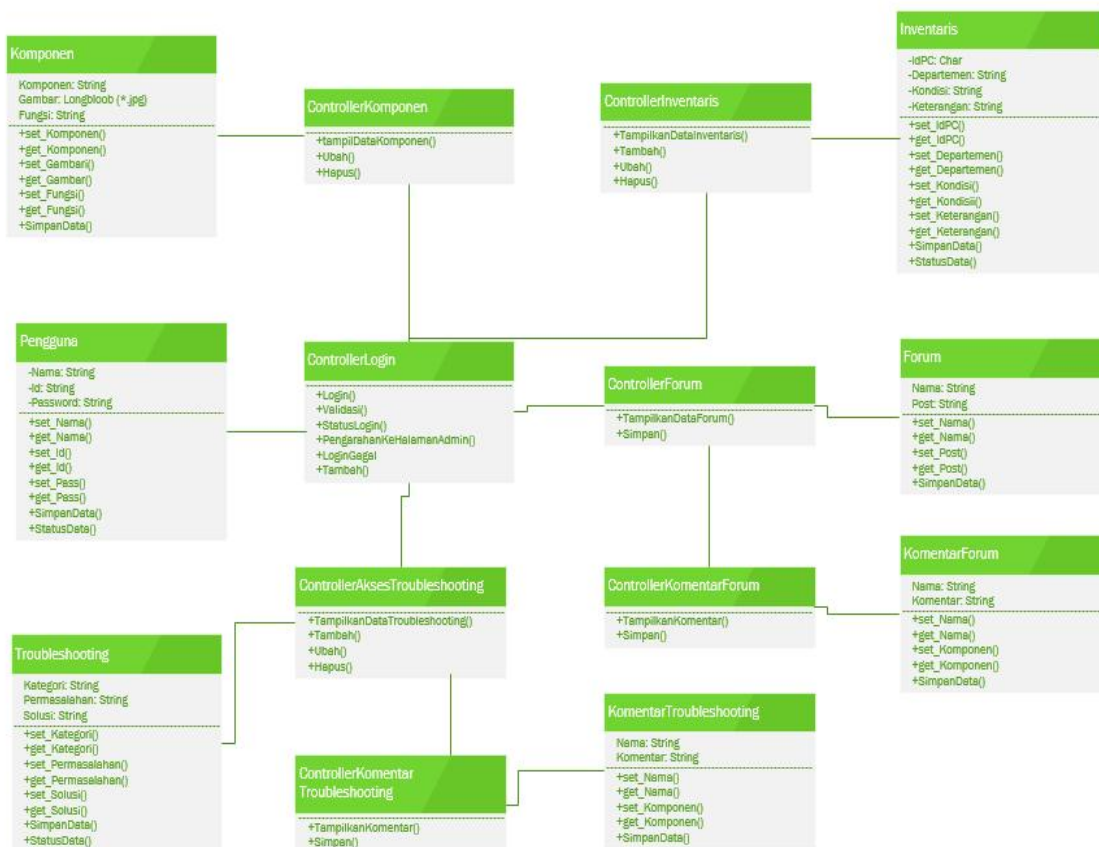 Komponen
Komponen: String
Gambar: Longbloob (*.jpg)
Fungsi: String
+set_Komponen()
+get_Komponen()
+set_Gambari()
+get_Gambar()
+set_Fungsi()
+get_Fungsi()
+SimpanData()
ControllerKomponen
+tampilDataKomponen()
+Ubah()
+Hapus()
ControllerInventaris
+TampilkanDataInventaris()
+Tambah()
+Ubah()
+Hapus()
Inventaris
-IdPC: Char
-Departemen: String
-Kondisi: String
-Keterangan: String
+set_IdPC()
+get_IdPC()
+set_Departemen()
+get_Departemen()
+set_Kondisi()
+get_Kondisii()
+set_Keterangan()
+get_Keterangan()
+SimpanData()
+StatusData()
Pengguna
-Nama: String
-Id: String
-Password: String
+set_Nama()
+get_Nama()
+set_Id()
+get_Id()
+set_Pass()
+get_Pass()
+SimpanData()
+StatusData()
ControllerLogin
+Login()
+Validasi()
+StatusLogin()
+PengarahanKeHalamanAdmin()
+LoginGagal
+Tambah()
ControllerForum
+TampilkanDataForum()
+Simpan()
Forum
Nama: String
Post: String
+set_Nama()
+get_Nama()
+set_Post()
+get_Post()
+SimpanData()
ControllerAksesTroubleshooting
+TampilkanDataTroubleshooting()
+Tambah()
+Ubah()
+Hapus()
ControllerKomentarForum
+TampilkanKomentar()
+Simpan()
KomentarForum
Nama: String
Komentar: String
+set_Nama()
+get_Nama()
+set_Komponen()
+get_Komponen()
+SimpanData()
Troubleshooting
Kategori: String
Permasalahan: String
Solusi: String
+set_Kategori()
+get_Kategori()
+set_Permasalahan()
+get_Permasalahan()
+set_Solusi()
+get_Solusi()
+SimpanData()
+StatusData()
ControllerKomentar
Troubleshooting
+TampilkanKomentar()
+Simpan()
KomentarTroubleshooting
Nama: String
Komentar: String
+set_Nama()
+get_Nama()
+set_Komponen()
+get_Komponen()
+SimpanData()